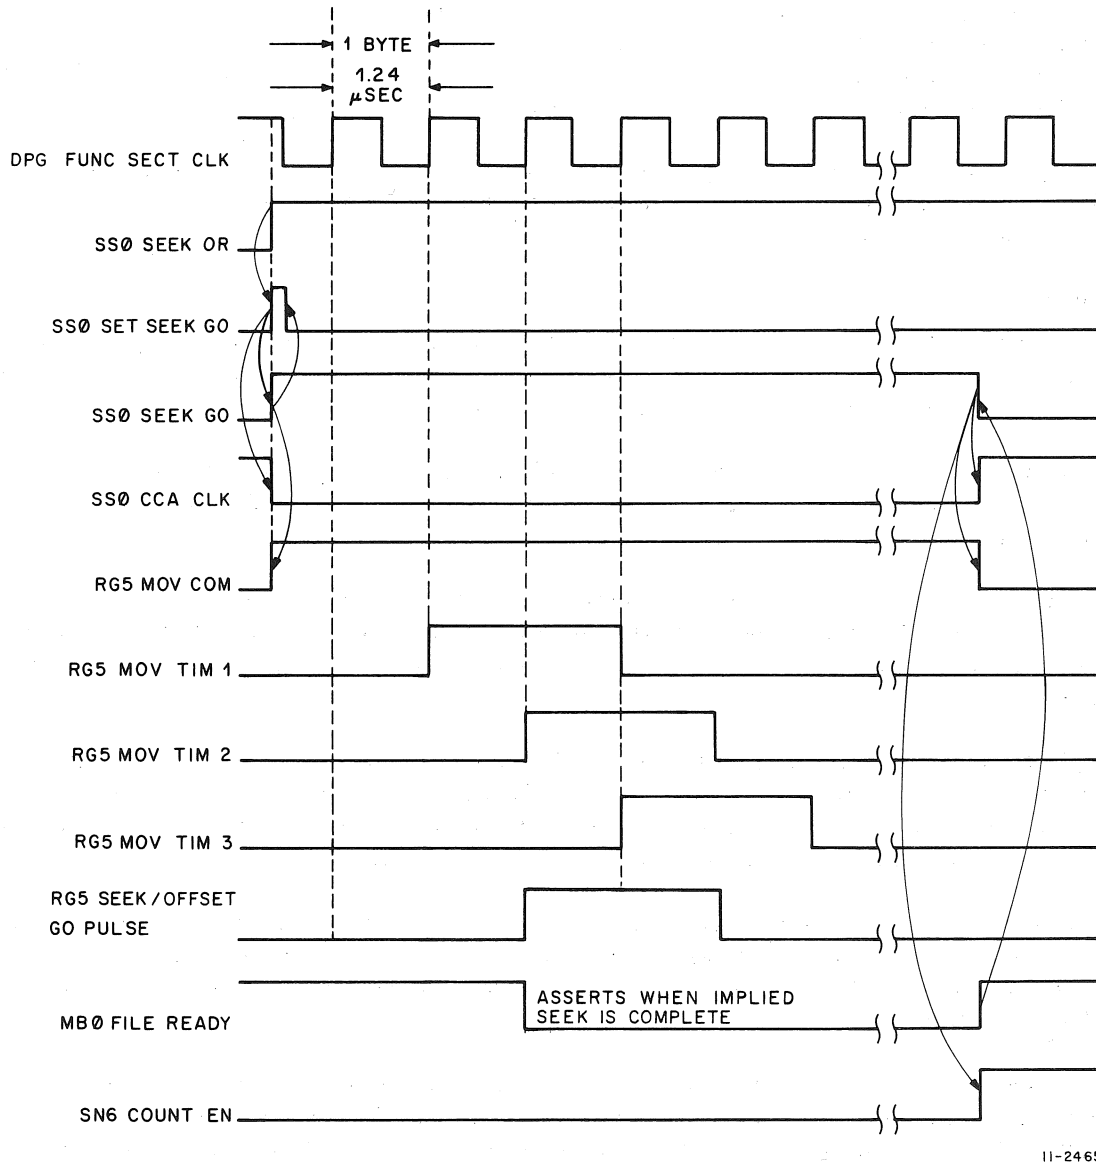 1 BYTE
1.24
µSEC
DPG FUNC SECT CLK
SSØ SEEK OR
SSØ SET SEEK GO
SSØ SEEK GO
SSØ CCA CLK
RG5 MOV COM
RG5 MOV TIM 1
RG5 MOV TIM 2
RG5 MOV TIM 3
RG5 SEEK/OFFSET
GO PULSE
ASSERTS WHEN IMPLIED
SEEK IS COMPLETE
MBØ FILE READY
SN6 COUNT EN
11-2465